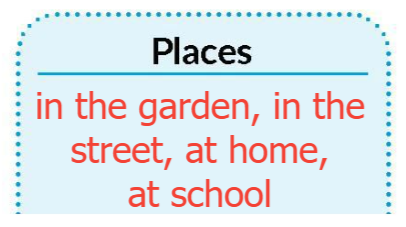 Places
in the garden, in the
street, at home,
at school